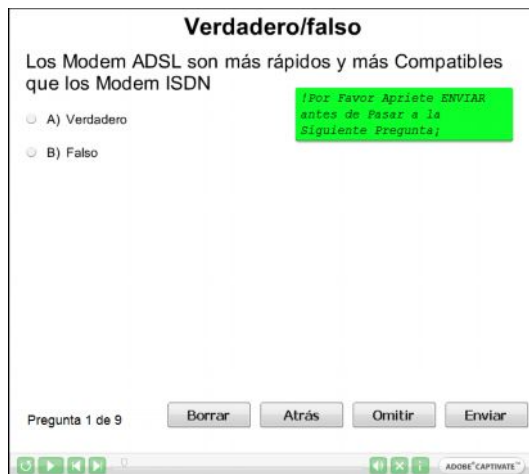 Verdadero/falso
Los Modem ADSL son más rápidos y más Compatibles
que los Modem ISDN
!Por Favor Apriete ENVIAR
antes de Pasar a la
Siguiente Pregunta¡
A) Verdadero
B) Falso
Pregunta 1 de 9
Borrar
Atrás
Omitir
Enviar
ADOBE® CAPTIVATE™